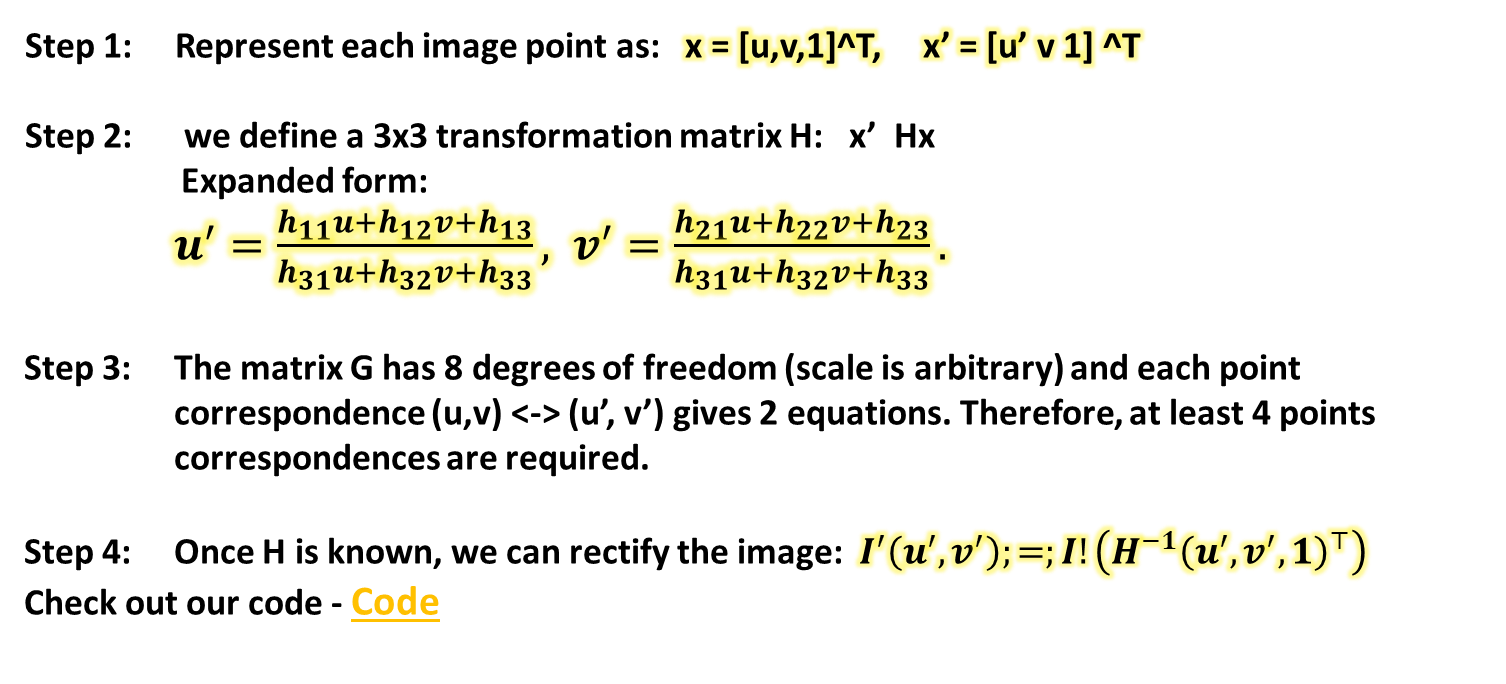 Step 1: Represent each image point as: x = [u,v,1]^T, x’ = [u’ v 1] ^T
Step 2: we define a 3x3 transformation matrix H: x’ Hx
Expanded form:
u′ = (h₁₁u+h₁₂v+h₁₃)/(h₃₁u+h₃₂v+h₃₃), v′ = (h₂₁u+h₂₂v+h₂₃)/(h₃₁u+h₃₂v+h₃₃).
Step 3: The matrix G has 8 degrees of freedom (scale is arbitrary) and each point
correspondence (u,v) <-> (u’, v’) gives 2 equations. Therefore, at least 4 points
correspondences are required.
Step 4: Once H is known, we can rectify the image: I′(u′,v′);=;I!(H⁻¹(u′,v′,1)⊤)
Check out our code - Code